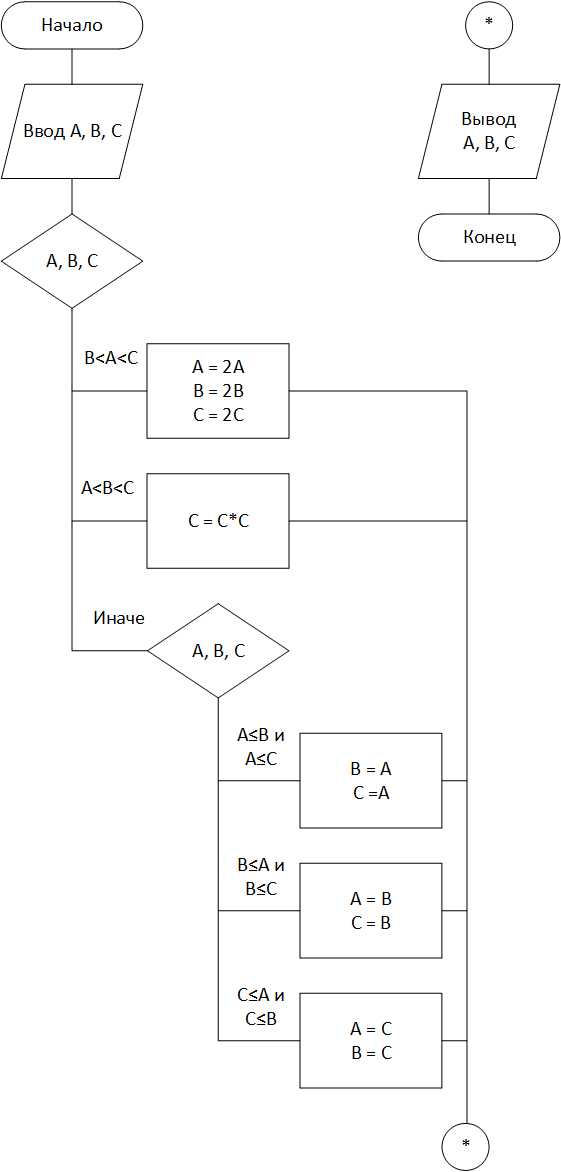 Начало
Ввод A, B, C
A, B, C
B<A<C
A = 2A
B = 2B
C = 2C
A<B<C
C = C*C
Иначе
A, B, C
A≤B и
A≤C
B = A
C =A
B≤A и
B≤C
A = B
C = B
C≤A и
C≤B
A = C
B = C
*
*
Вывод
A, B, C
Конец